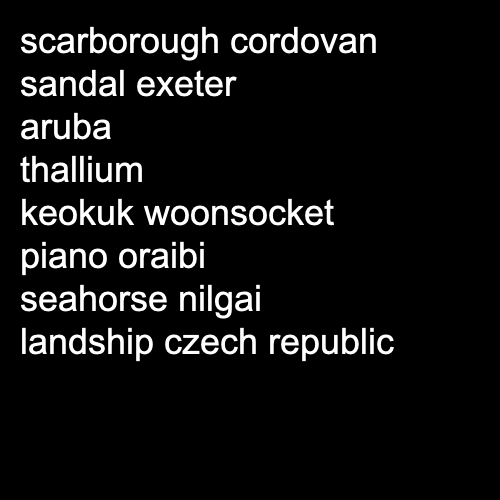 scarborough cordovan
sandal exeter
aruba
thallium
keokuk woonsocket
piano oraibi
seahorse nilgai
landship czech republic